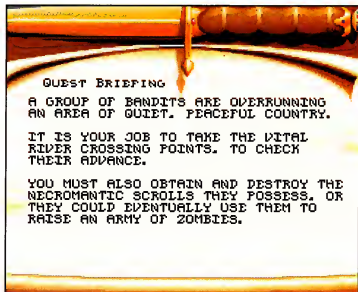 QUEST BRIEFING
A GROUP OF BANDITS ARE OVERRUNNING
AN AREA OF QUIET, PEACEFUL COUNTRY.
IT IS YOUR JOB TO TAKE THE VITAL
RIVER CROSSING POINTS, TO CHECK
THEIR ADVANCE.
YOU MUST ALSO OBTAIN AND DESTROY THE
NECROMANTIC SCROLLS THEY POSSESS, OR
THEY COULD EVENTUALLY USE THEM TO
RAISE AN ARMY OF ZOMBIES.